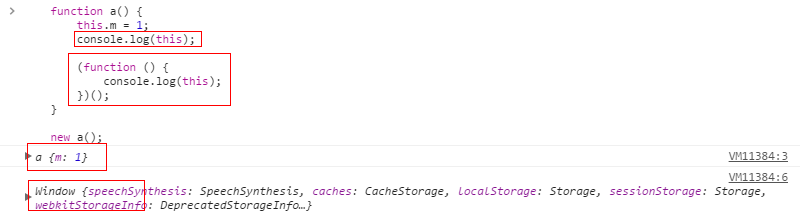 function a() {
this.m = 1;
console.log(this);
(function () {
console.log(this);
})();
}
new a();
a {m: 1}
VM11384:3
VM11384:6
Window {speechSynthesis: SpeechSynthesis, caches: CacheStorage, localStorage: Storage, sessionStorage: Storage,
webkitStorageInfo: DeprecatedStorageInfo…}